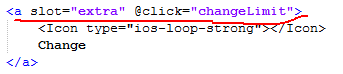 <a slot="extra" @click="changeLimit">
<Icon type="ios-loop-strong"></Icon>
Change
</a>